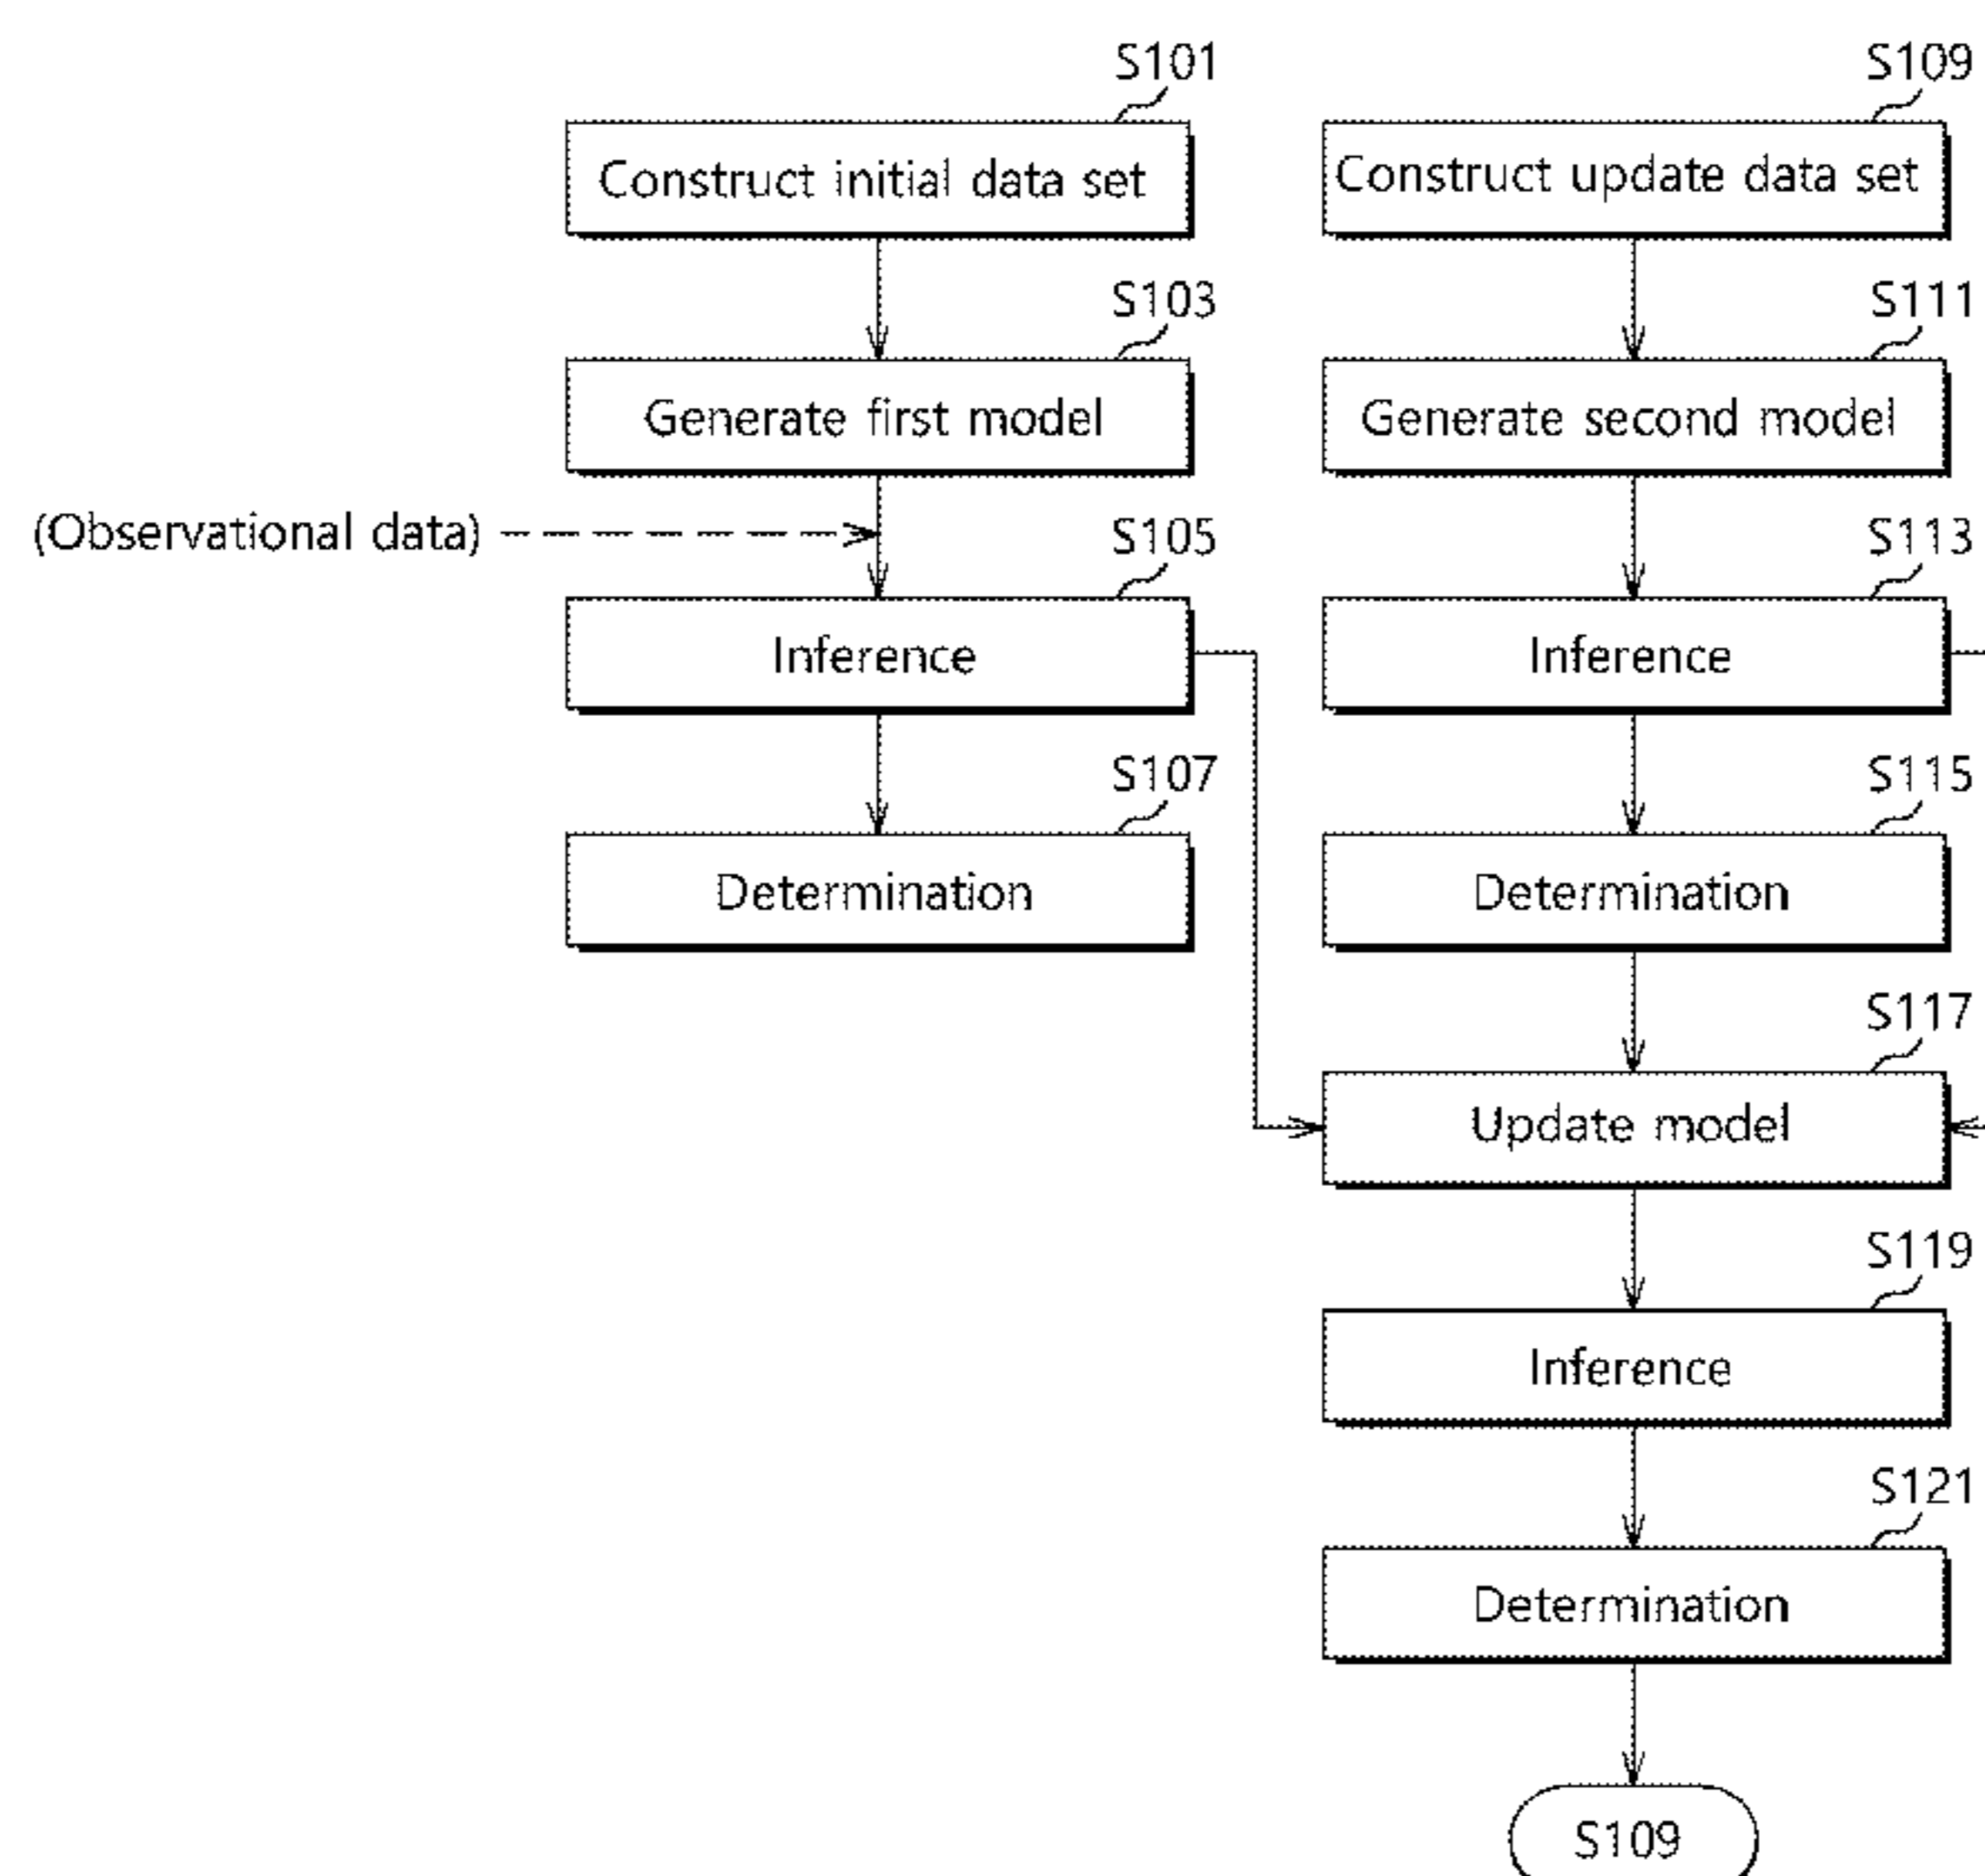 S101
Construct initial data set
S103
Generate first model
(Observational data)
S105
Inference
S107
Determination
S109
Construct update data set
S111
Generate second model
S113
Inference
S115
Determination
S117
Update model
S119
Inference
S121
Determination
S109